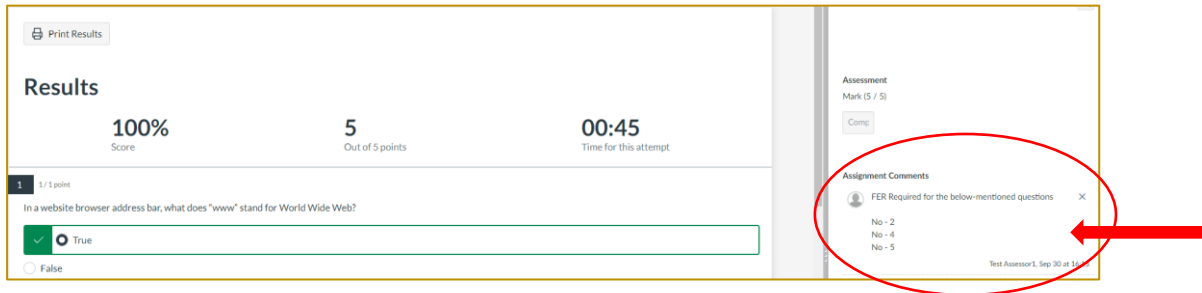 Print Results
Results
100%
Score
5
Out of 5 points
00:45
Time for this attempt
1 1 / 1 point
In a website browser address bar, what does "www" stand for World Wide Web?
True
False
Assessment
Mark (5 / 5)
Comp
Assignment Comments
FER Required for the below-mentioned questions
No - 2
No - 4
No - 5
Test Assessor1, Sep 30 at